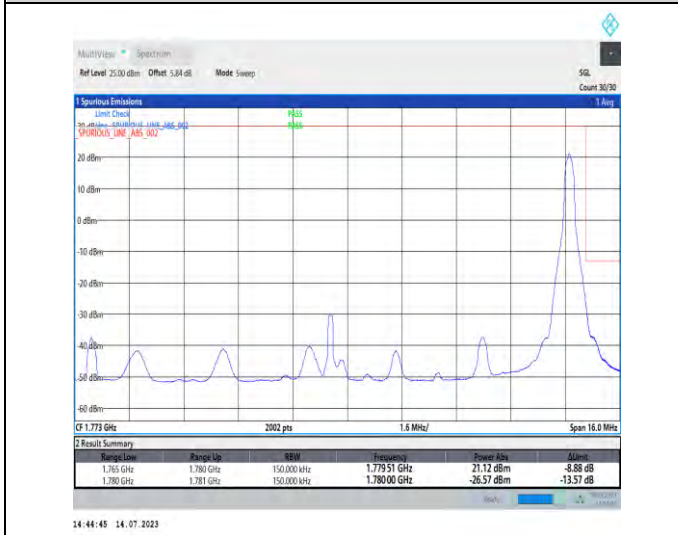 MultiView Spectrum
Ref Level 25.00 dBm Offset 5.84 dB Mode Sweep SGL
Count 30/30
1 Spurious Emissions 1 Avg
Limit Check PASS
PASS
SPURIOUS_LINE_ABS_002
20 dBm
10 dBm
0 dBm
-10 dBm
-20 dBm
-30 dBm
-40 dBm
-50 dBm
-60 dBm
CF 1.773 GHz 2002 pts 1.6 MHz/ Span 16.0 MHz
2 Result Summary
Range Low Range Up RBW Frequency Power Abs ΔLimit
1.765 GHz 1.780 GHz 150.000 kHz 1.77951 GHz 21.12 dBm -8.88 dB
1.780 GHz 1.781 GHz 150.000 kHz 1.78000 GHz -26.57 dBm -13.57 dB
Ready
14:44:45 14.07.2023